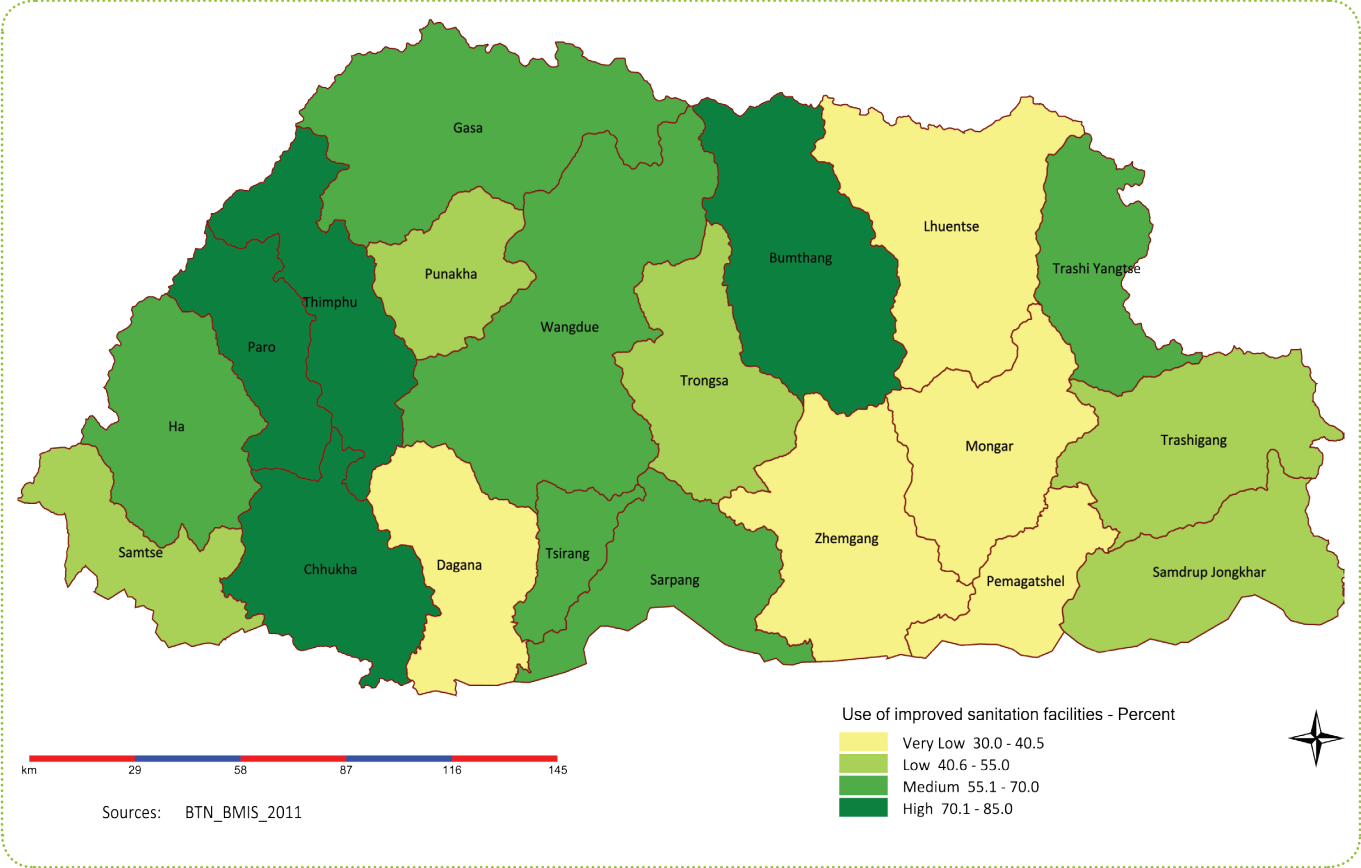 Gasa
Lhuentse
Bumthang
Trashi Yangtse
Punakha
Thimphu
Wangdue
Paro
Trongsa
Ha
Trashigang
Mongar
Zhemgang
Samtse
Tsirang
Dagana
Chhukha
Samdrup Jongkhar
Sarpang
Pemagatshel
Use of improved sanitation facilities - Percent
Very Low 30.0 - 40.5
Low 40.6 - 55.0
Medium 55.1 - 70.0
High 70.1 - 85.0
km 29 58 87 116 145
Sources: BTN_BMIS_2011